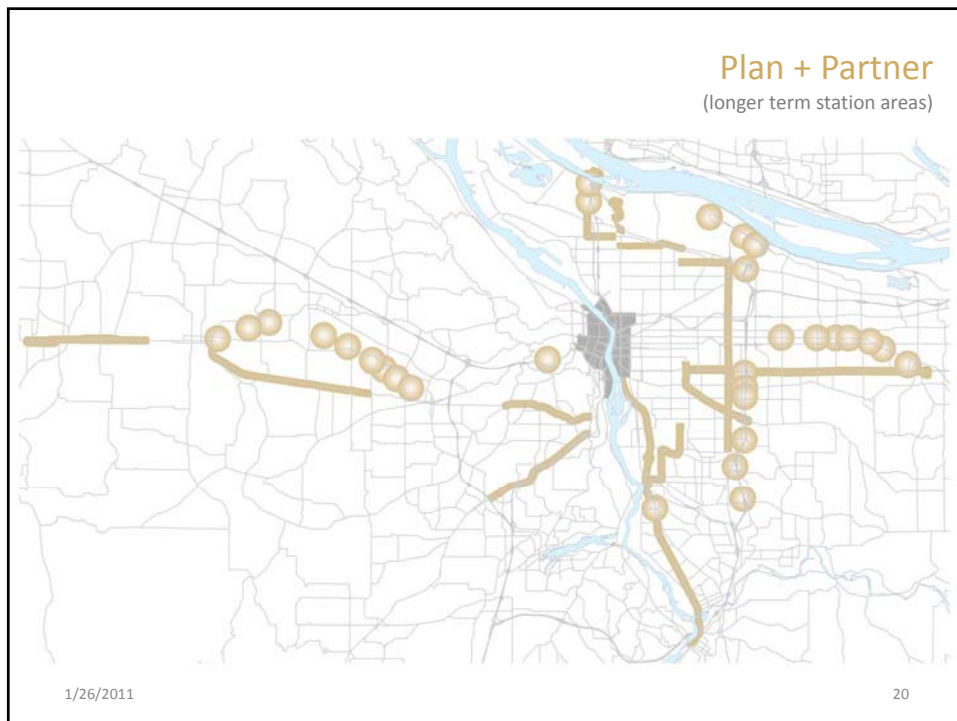 Plan + Partner
(longer term station areas)
1/26/2011
20